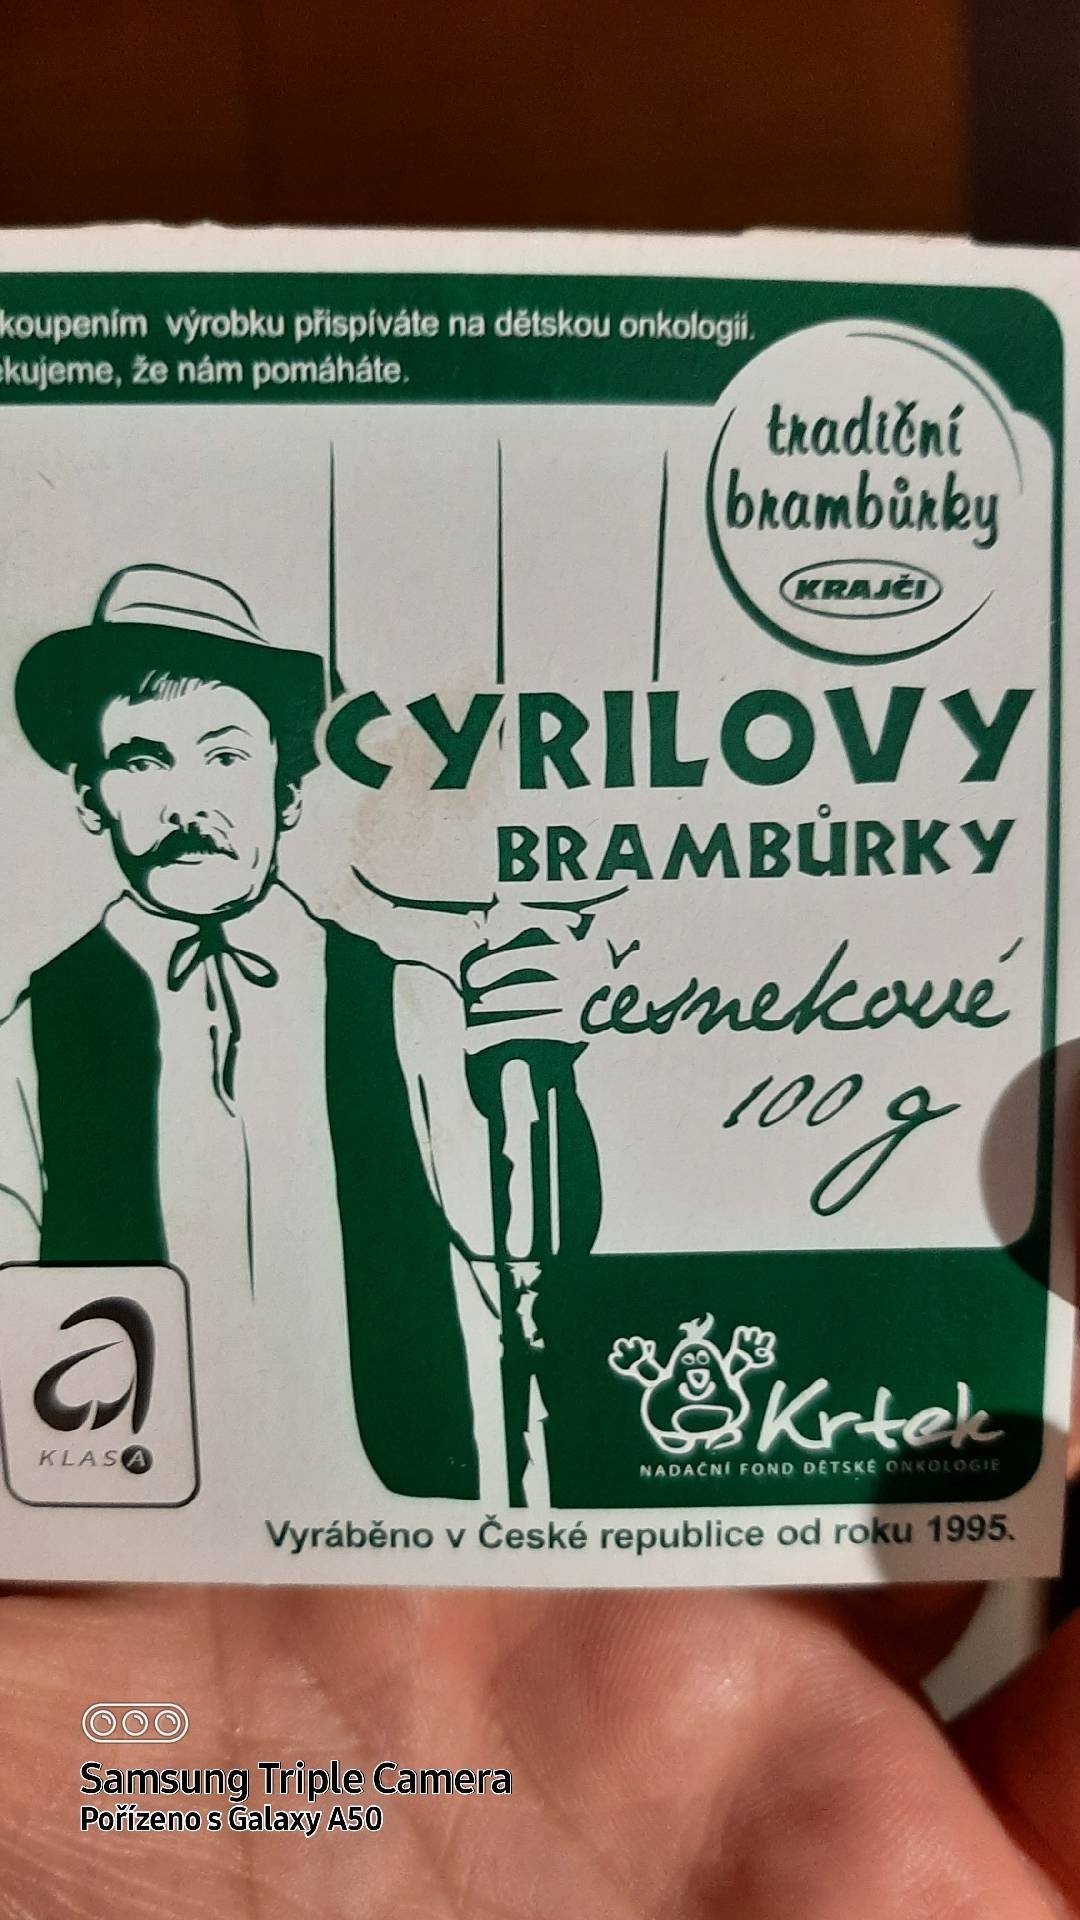 koupením výrobku přispíváte na dětskou onkologii.
kujeme, že nám pomáháte.
tradiční
brambůrky
KRAJČI
CYRILOVY
BRAMBŮRKY
česnekové
100 g
a
KLASA
Krtek
NADAČNÍ FOND DĚTSKÉ ONKOLOGIE
Vyráběno v České republice od roku 1995.
Samsung Triple Camera
Pořízeno s Galaxy A50